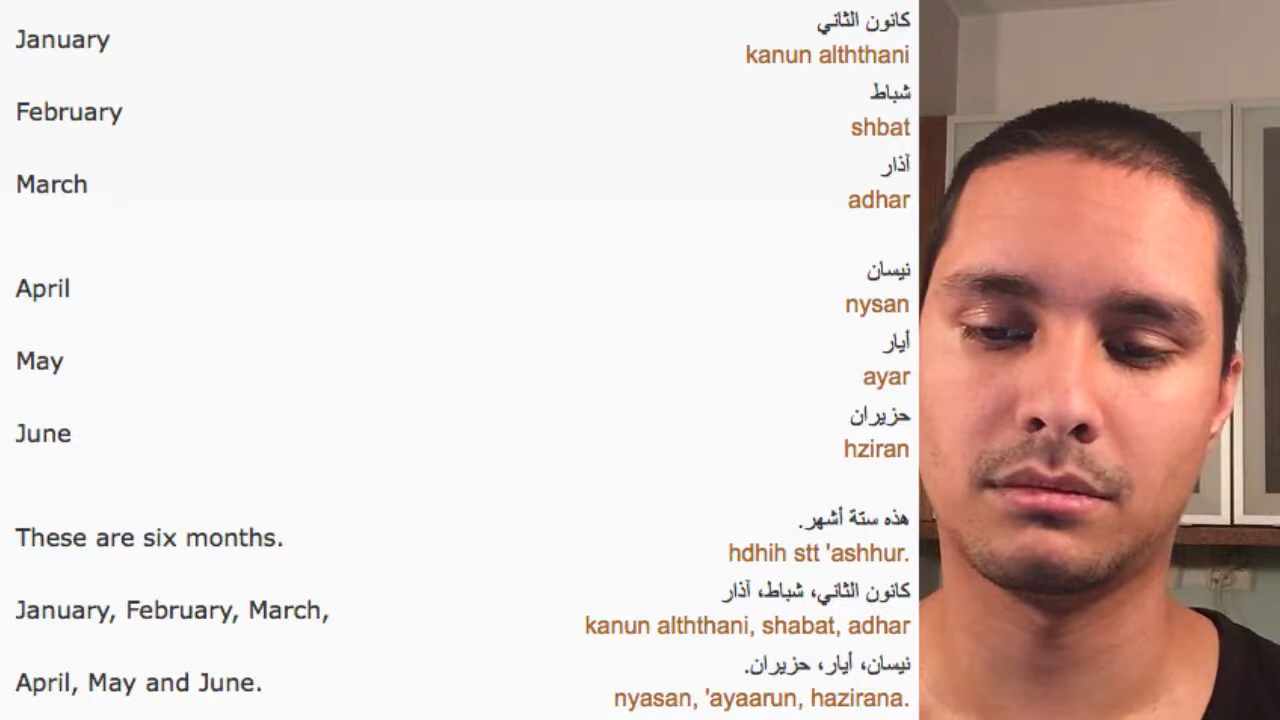 January
كانون الثاني
kanun alththani
February
شباط
shbat
March
آذار
adhar
April
نيسان
nysan
May
أيار
ayar
June
حزيران
hziran
These are six months.
هذه ستة أشهر.
hdhih stt 'ashhur.
January, February, March,
كانون الثاني، شباط، آذار
kanun alththani, shabat, adhar
April, May and June.
نيسان، أيار، حزيران.
nyasan, 'ayaarun, hazirana.